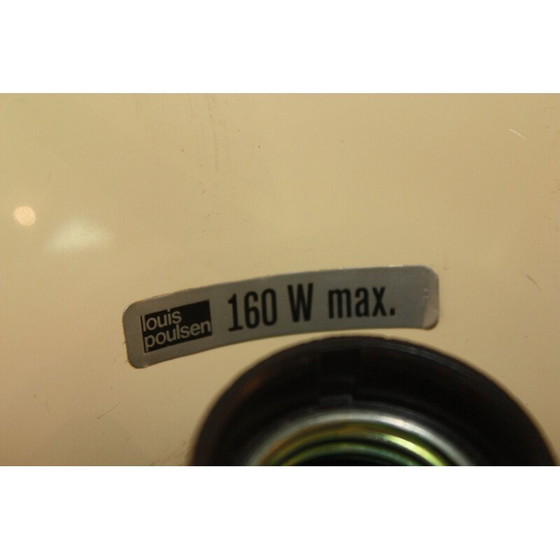 louis
poulsen
160 W max.